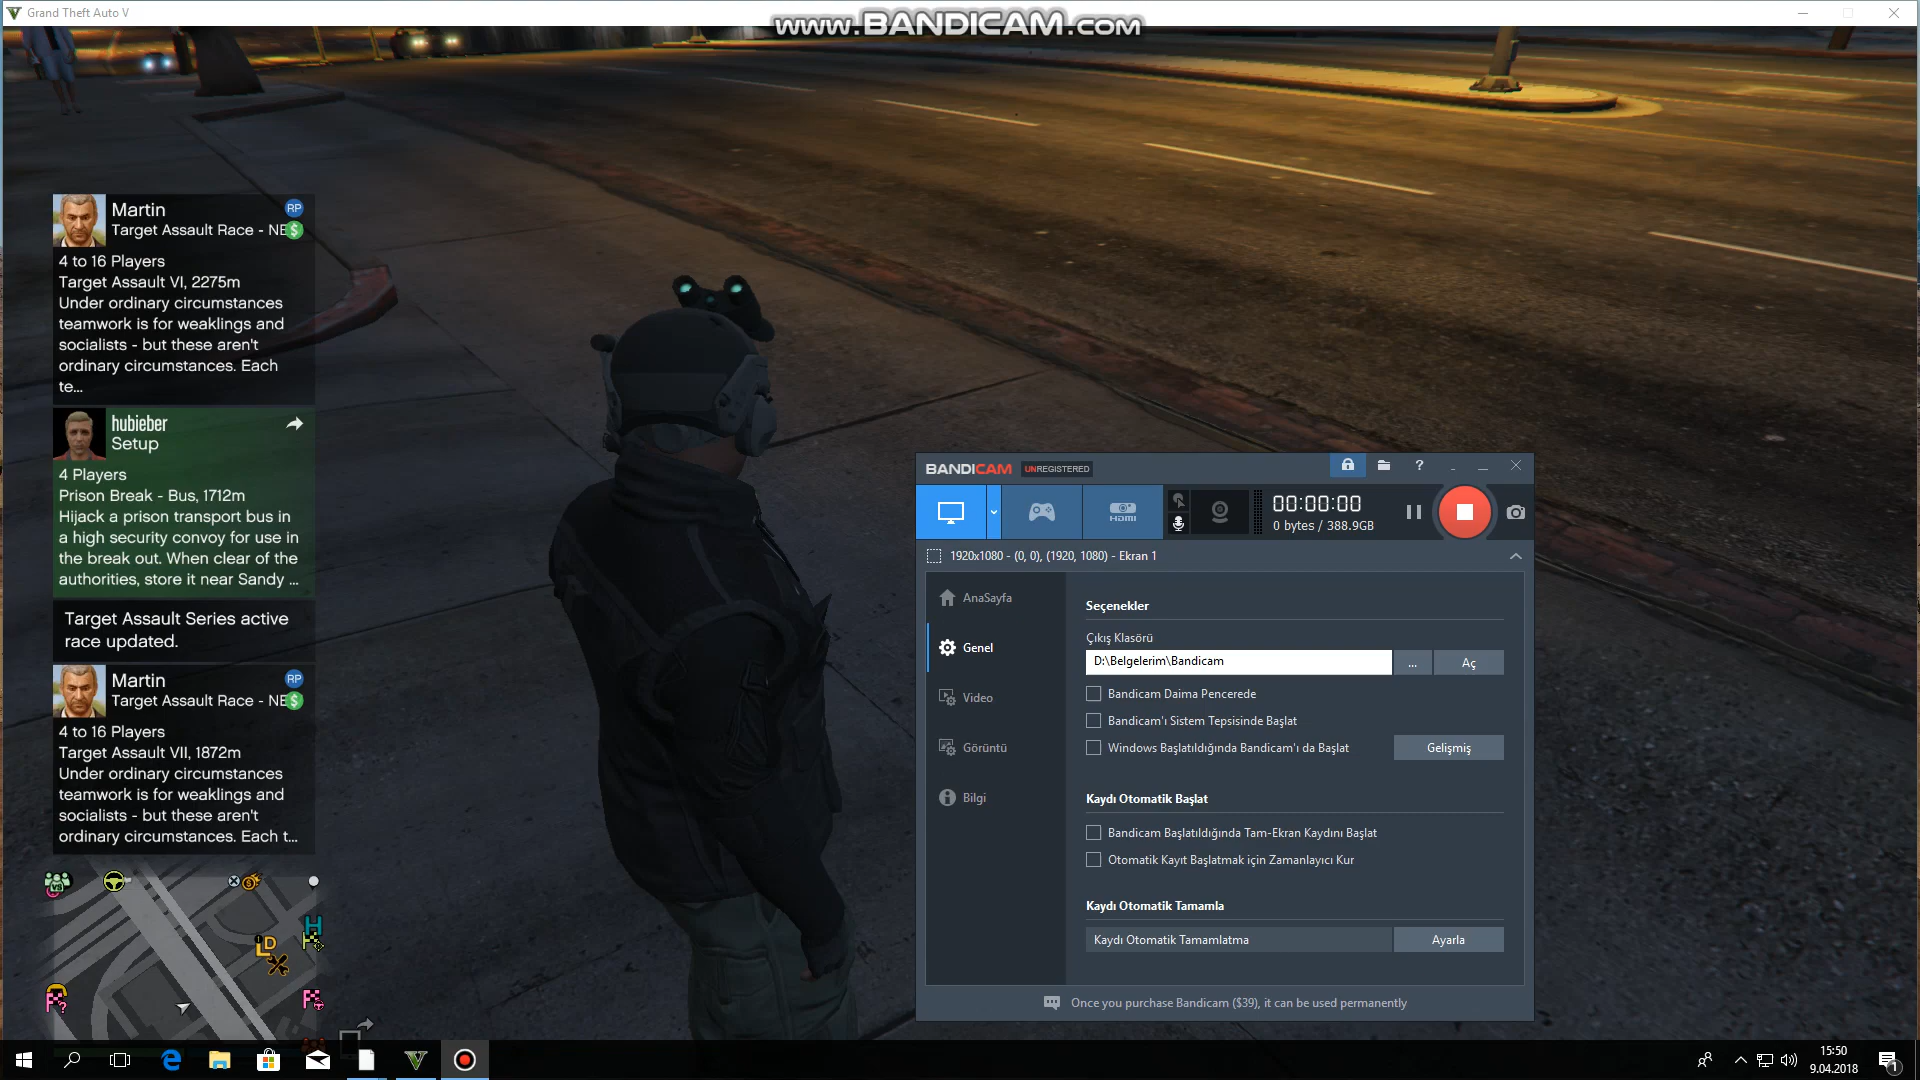 Grand Theft Auto V
www.BANDICAM.com
Martin
RP
Target Assault Race - NE
$
4 to 16 Players
Target Assault VI, 2275m
Under ordinary circumstances
teamwork is for weaklings and
socialists - but these aren't
ordinary circumstances. Each
te...
hubieber
Setup
4 Players
Prison Break - Bus, 1712m
Hijack a prison transport bus in
a high security convoy for use in
the break out. When clear of the
authorities, store it near Sandy ...
Target Assault Series active
race updated.
Martin
RP
Target Assault Race - NE
$
4 to 16 Players
Target Assault VII, 1872m
Under ordinary circumstances
teamwork is for weaklings and
socialists - but these aren't
ordinary circumstances. Each t...
H
LD
BANDICAM UNREGISTERED
?
HDMI
00:00:00
0 bytes / 388.9GB
1920x1080 - (0, 0), (1920, 1080) - Ekran 1
AnaSayfa
Genel
Video
Görüntü
Bilgi
Seçenekler
Çıkış Klasörü
D:\Belgelerim\Bandicam
...
Aç
Bandicam Daima Pencerede
Bandicam'ı Sistem Tepsisinde Başlat
Windows Başlatıldığında Bandicam'ı da Başlat
Gelişmiş
Kaydı Otomatik Başlat
Bandicam Başlatıldığında Tam-Ekran Kaydını Başlat
Otomatik Kayıt Başlatmak için Zamanlayıcı Kur
Kaydı Otomatik Tamamla
Kaydı Otomatik Tamamlatma
Ayarla
Once you purchase Bandicam ($39), it can be used permanently
15:50
9.04.2018
1